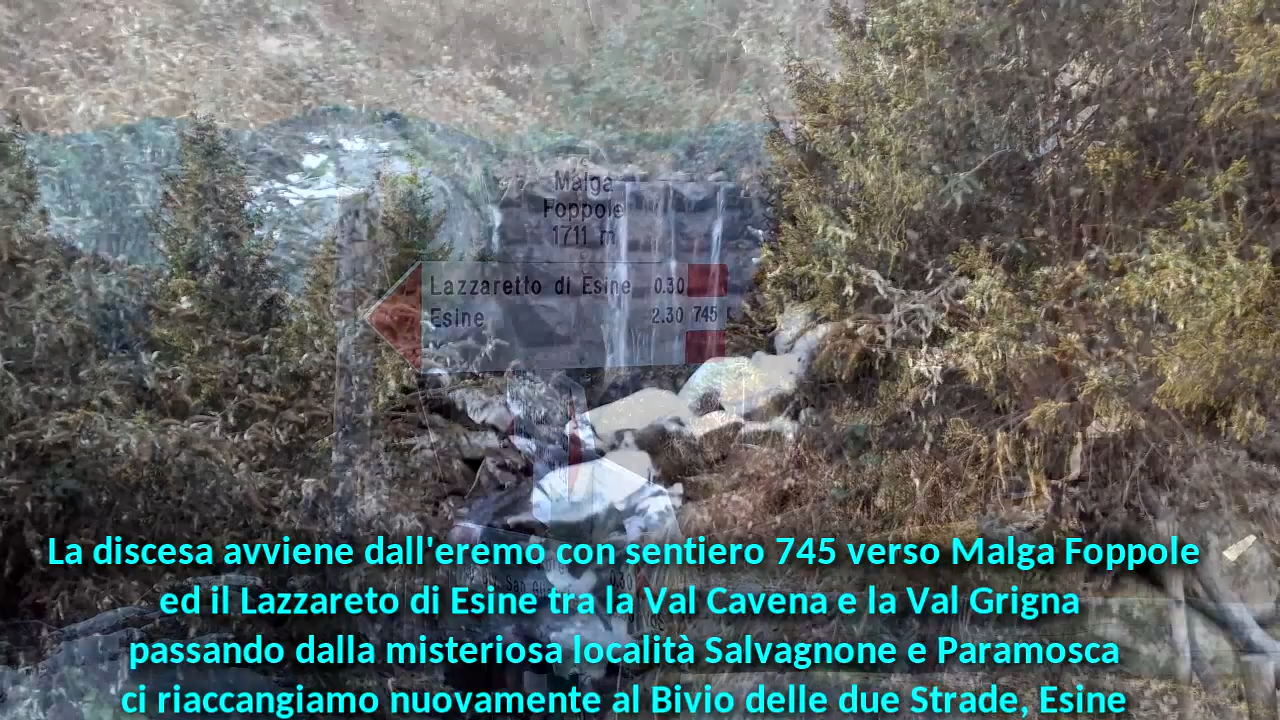 Malga
Foppole
1711 m
Lazzaretto di Esine 0.30
Esine 2.30 745
0.30
La discesa avviene dall'eremo con sentiero 745 verso Malga Foppole
ed il Lazzareto di Esine tra la Val Cavena e la Val Grigna
passando dalla misteriosa località Salvagnone e Paramosca
ci riaccangiamo nuovamente al Bivio delle due Strade, Esine